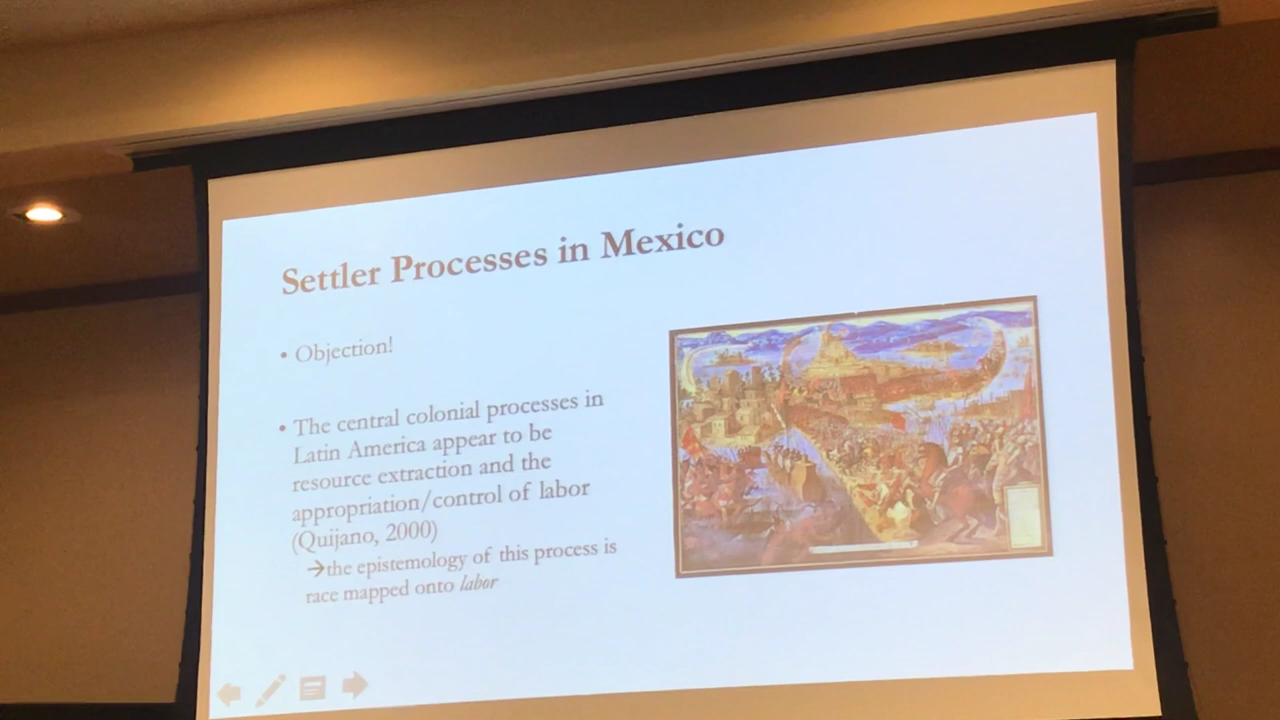 Settler Processes in Mexico
• Objection!
• The central colonial processes in
Latin America appear to be
resource extraction and the
appropriation/control of labor
(Quijano, 2000)
→the epistemology of this process is
race mapped onto labor